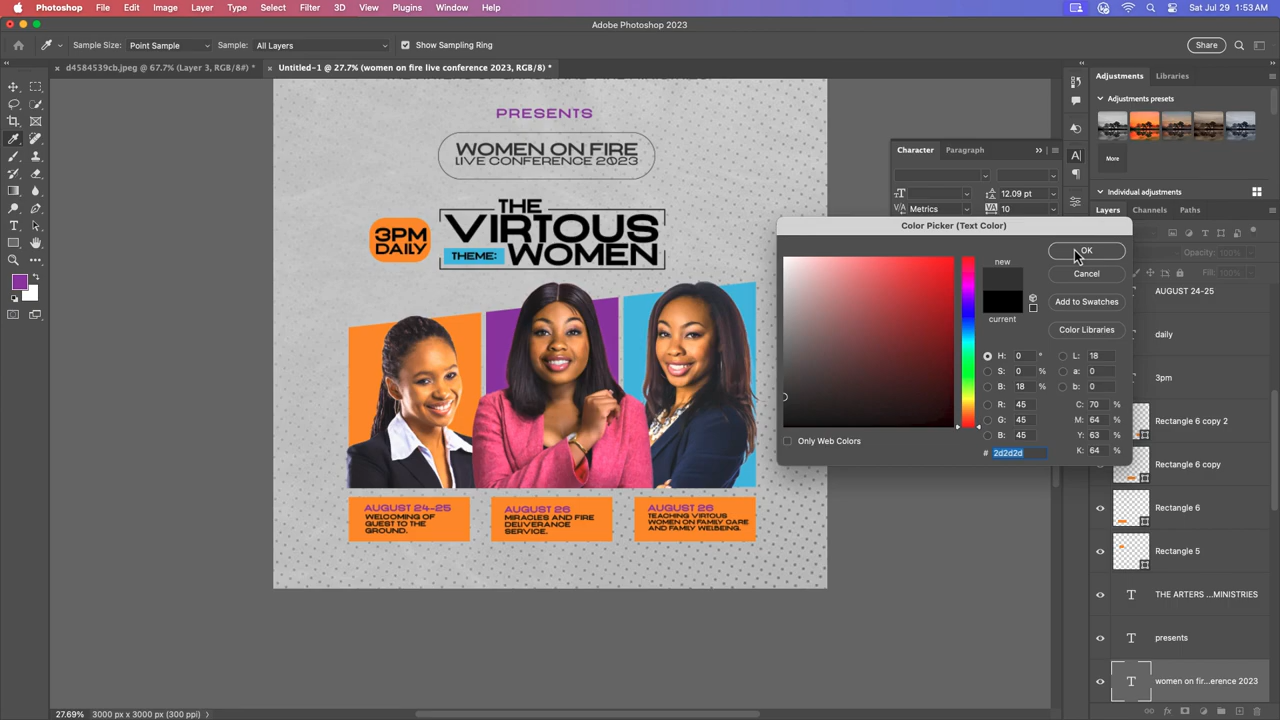 Photoshop File Edit Image Layer Type Select Filter 3D View Plugins Window Help Sat Jul 29 1:53 AM
Adobe Photoshop 2023
Sample Size: Point Sample Sample: All Layers Show Sampling Ring Share
× d4584539cb.jpeg @ 67.7% (Layer 3, RGB/8#) * × Untitled-1 @ 27.7% (women on fire live conference 2023, RGB/8) *
Adjustments Libraries
Adjustments presets
More
Individual adjustments
Character Paragraph
12.09 pt
Metrics 10
Layers Channels Paths
Fill: 100%
PRESENTS
WOMEN ON FIRE
LIVE CONFERENCE 2023
3PM
DAILY
THE
VIRTOUS
THEME: WOMEN
AUGUST 24-25
WELCOMING OF
GUEST TO THE
GROUND.
AUGUST 26
MIRACLES AND FIRE
DELIVERANCE
SERVICE.
AUGUST 26
TEACHING VIRTOUS
WOMEN ON FAMILY CARE
AND FAMILY WELBEING.
Color Picker (Text Color)
new
current
OK
Cancel
Add to Swatches
Color Libraries
H: 0 ° L: 18
S: 0 % a: 0
B: 18 % b: 0
R: 45 C: 70 %
G: 45 M: 64 %
B: 45 Y: 63 %
# 2d2d2d K: 64 %
Only Web Colors
AUGUST 24-25
daily
3pm
Rectangle 6 copy 2
Rectangle 6 copy
Rectangle 6
Rectangle 5
THE ARTERS ...MINISTRIES
presents
women on fir...erence 2023
27.69% 3000 px x 3000 px (300 ppi)